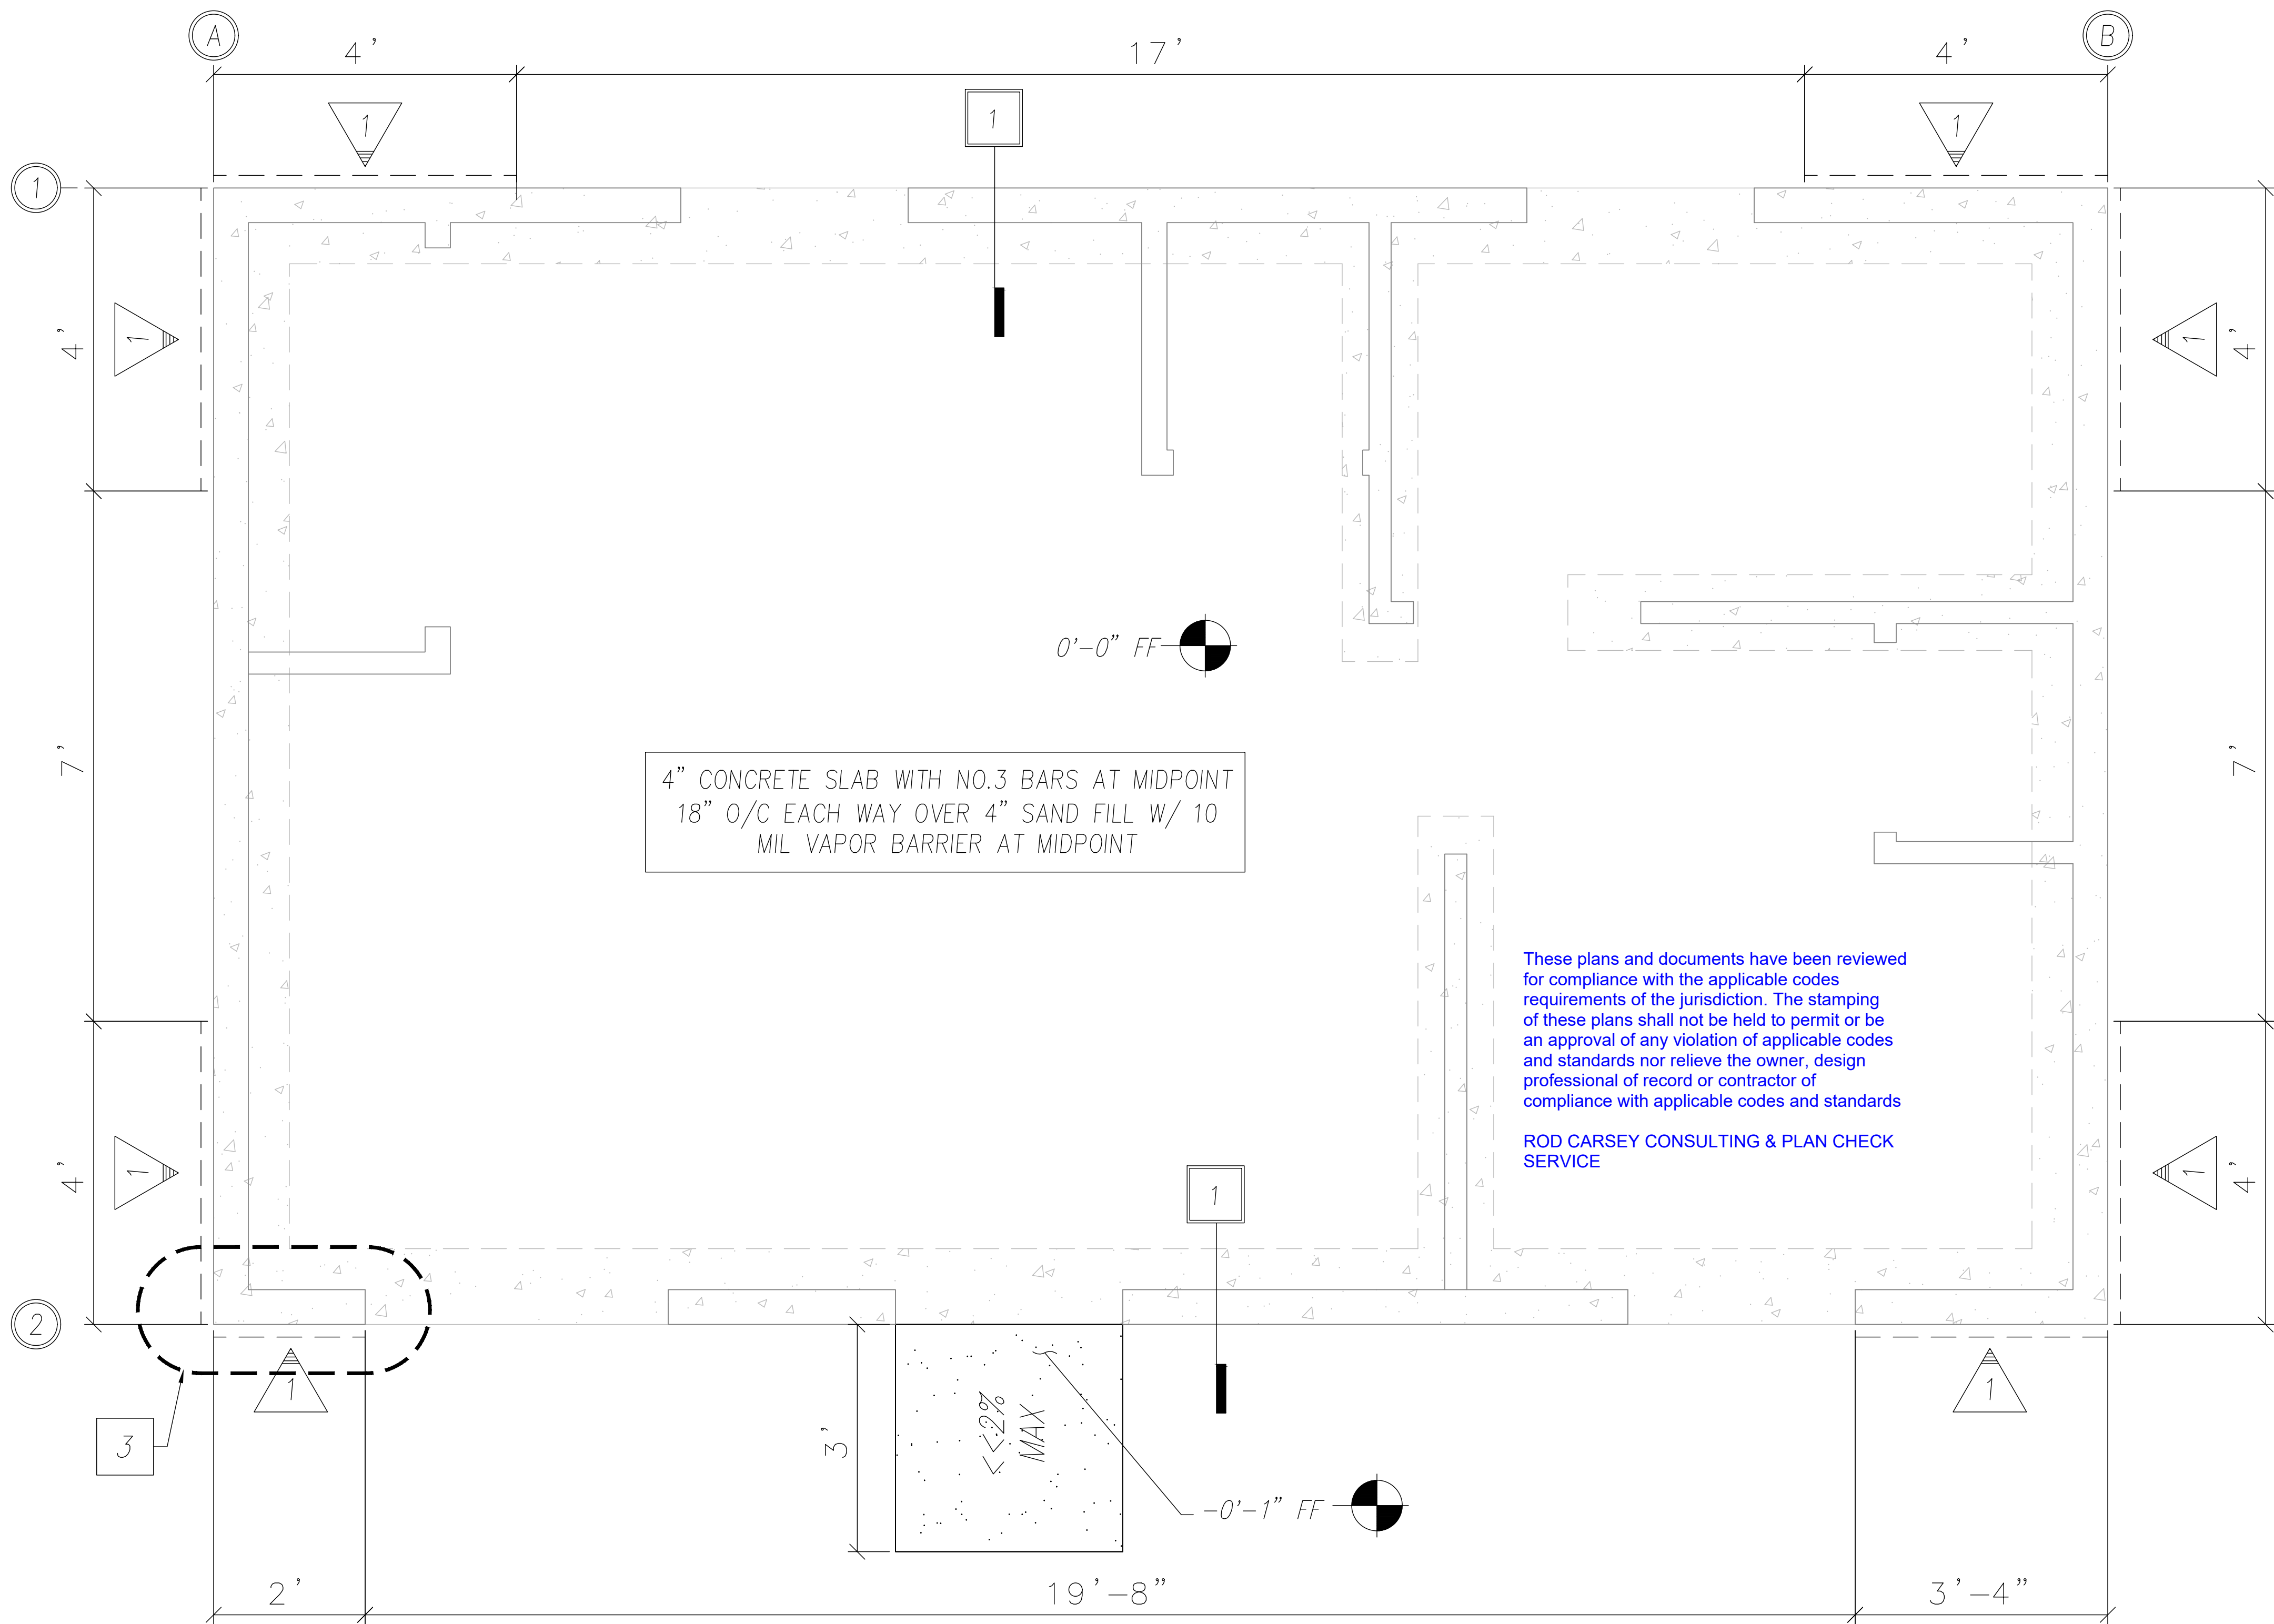 A
B
4'
17'
4'
1
1
1
1
4'
1
1
4'
0'-0" FF
7'
7'
4" CONCRETE SLAB WITH NO.3 BARS AT MIDPOINT
18" O/C EACH WAY OVER 4" SAND FILL W/ 10
MIL VAPOR BARRIER AT MIDPOINT
These plans and documents have been reviewed
for compliance with the applicable codes
requirements of the jurisdiction. The stamping
of these plans shall not be held to permit or be
an approval of any violation of applicable codes
and standards nor relieve the owner, design
professional of record or contractor of
compliance with applicable codes and standards
ROD CARSEY CONSULTING & PLAN CHECK
SERVICE
4'
1
1
1
4'
2
1
1
3
3'
<<2%
MAX
-0'-1" FF
2'
19'-8"
3'-4"